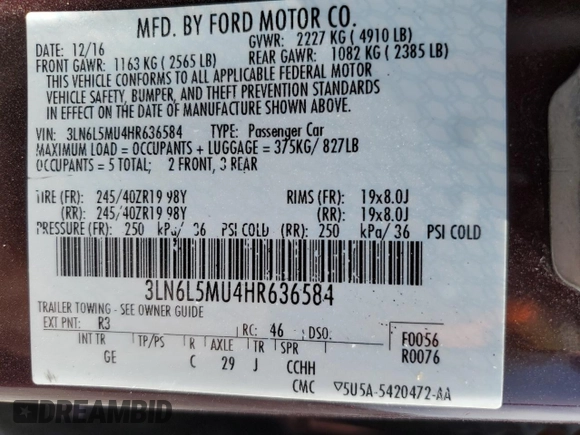 MFD. BY FORD MOTOR CO.
DATE: 12/16 GVWR: 2227 KG ( 4910 LB)
FRONT GAWR: 1163 KG ( 2565 LB) REAR GAWR: 1082 KG ( 2385LB)
THIS VEHICLE CONFORMS TO ALL APPLICABLE FEDERAL MOTOR
VEHICLE SAFETY, BUMPER, AND THEFT PREVENTION STANDARDS
IN EFFECT ON THE DATE OF MANUFACTURE SHOWN ABOVE.
VIN: 3LN6L5MU4HR636584 TYPE: Passenger Car
MAXIMUM LOAD = OCCUPANTS + LUGGAGE = 375KG/ 827LB
OCCUPANTS = 5 TOTAL; 2 FRONT, 3 REAR
TIRE (FR): 245/40ZR19 98Y RIMS (FR): 19x8.0J
(RR): 245/40ZR19 98Y (RR): 19x8.0J
PRESSURE (FR): 250 kPa/ 36 PSI COLD (RR): 250 kPa/ 36 PSI COLD
3LN6L5MU4HR636584
TRAILER TOWING - SEE OWNER GUIDE
EXT PNT: R3 RC: 46 DSO: F0056
INT TR TP/PS R AXLE TR SPR R0076
GE C 29 J CCHH
CMC ▽5U5A-5420472-AA
DREAMBID